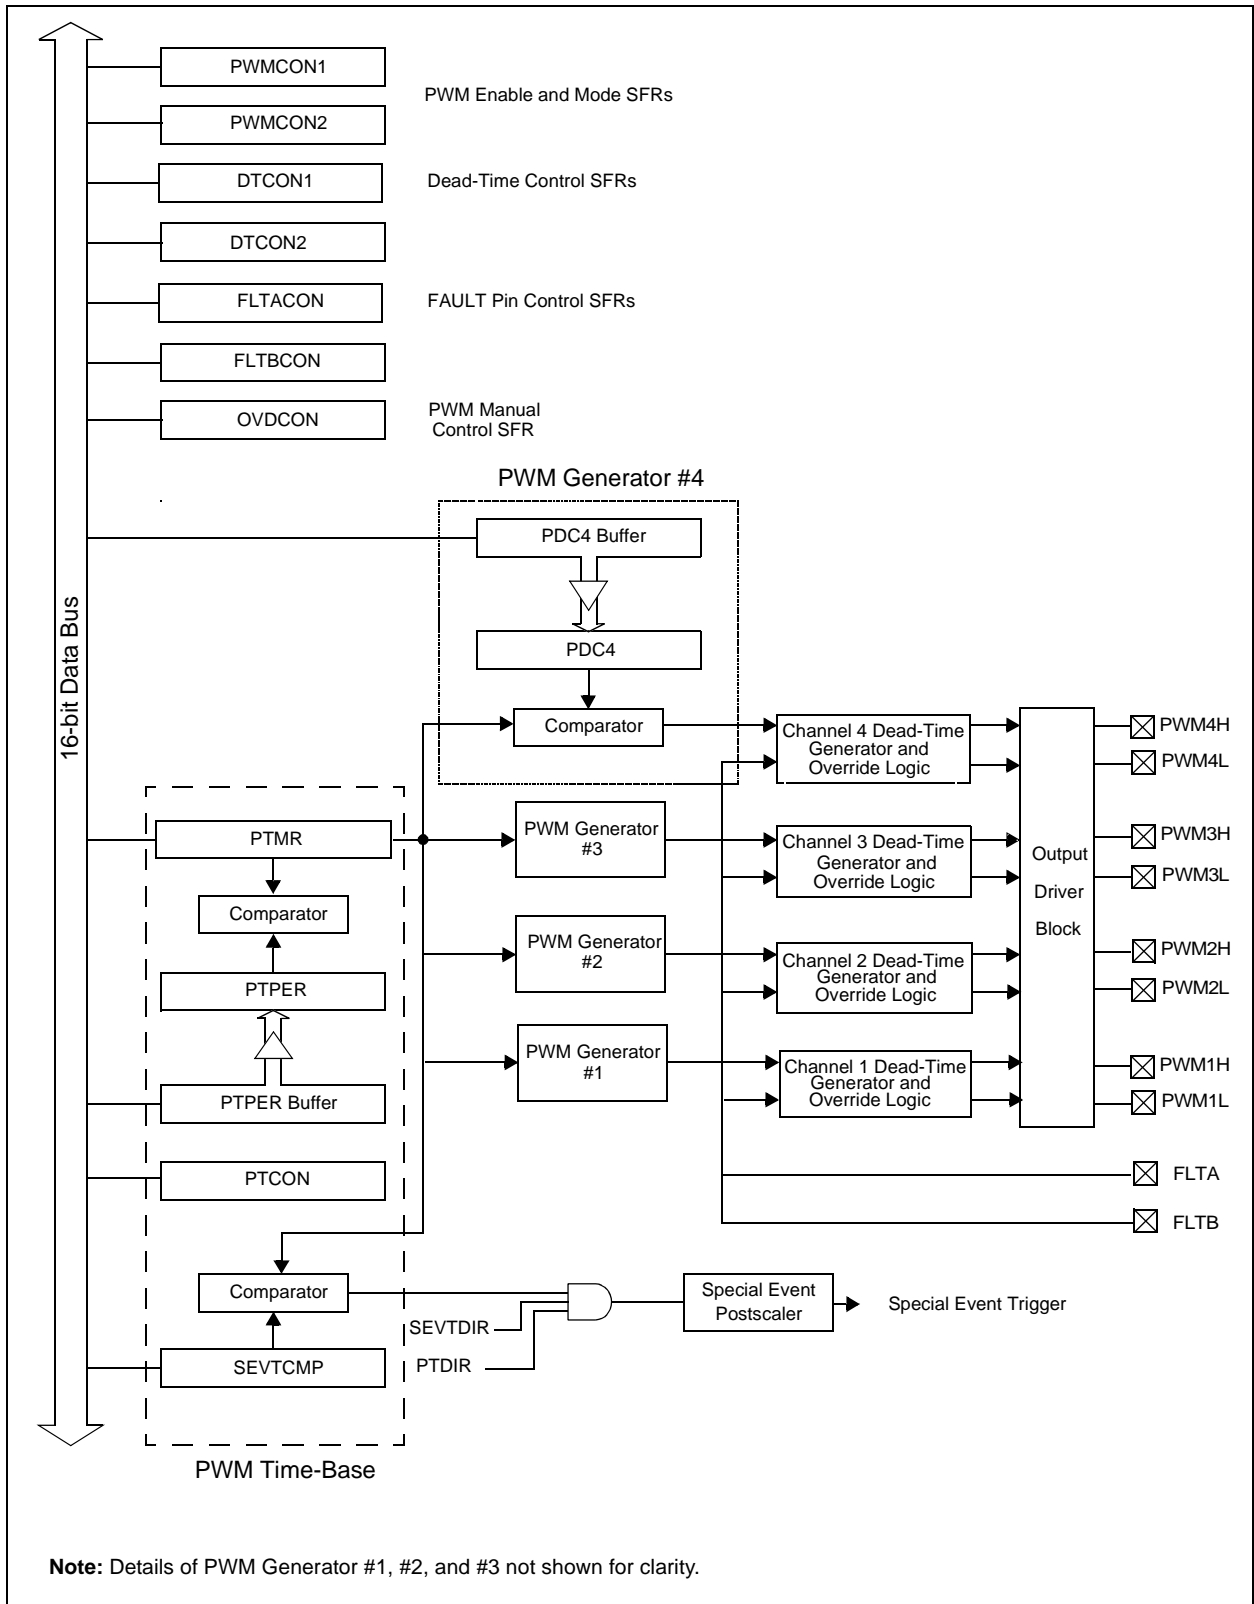 PWMCON1
PWM Enable and Mode SFRs
PWMCON2
DTCON1
Dead-Time Control SFRs
DTCON2
FLTACON
FAULT Pin Control SFRs
FLTBCON
OVDCON
PWM Manual
Control SFR
16-bit Data Bus
PWM Generator #4
PDC4 Buffer
PDC4
Comparator
Channel 4 Dead-Time
Generator and
Override Logic
PWM4H
PWM4L
PTMR
Comparator
PTPER
PTPER Buffer
PTCON
Comparator
SEVTCMP
PWM Time-Base
PWM Generator
#3
Channel 3 Dead-Time
Generator and
Override Logic
PWM3H
PWM3L
Output
Driver
Block
PWM Generator
#2
Channel 2 Dead-Time
Generator and
Override Logic
PWM2H
PWM2L
PWM Generator
#1
Channel 1 Dead-Time
Generator and
Override Logic
PWM1H
PWM1L
FLTA
FLTB
SEVTDIR
PTDIR
Special Event
Postscaler
Special Event Trigger
Note: Details of PWM Generator #1, #2, and #3 not shown for clarity.